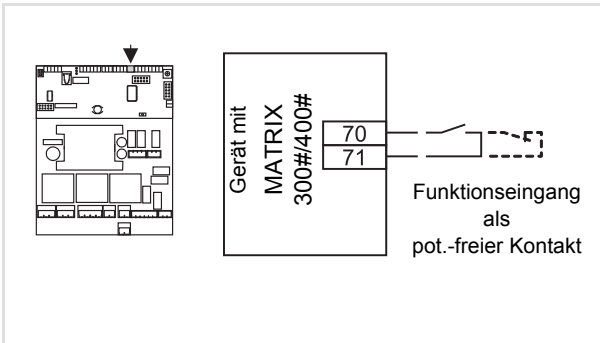 Gerät mit
MATRIX
300#/400#
70
71
Funktionseingang
als
pot.-freier Kontakt